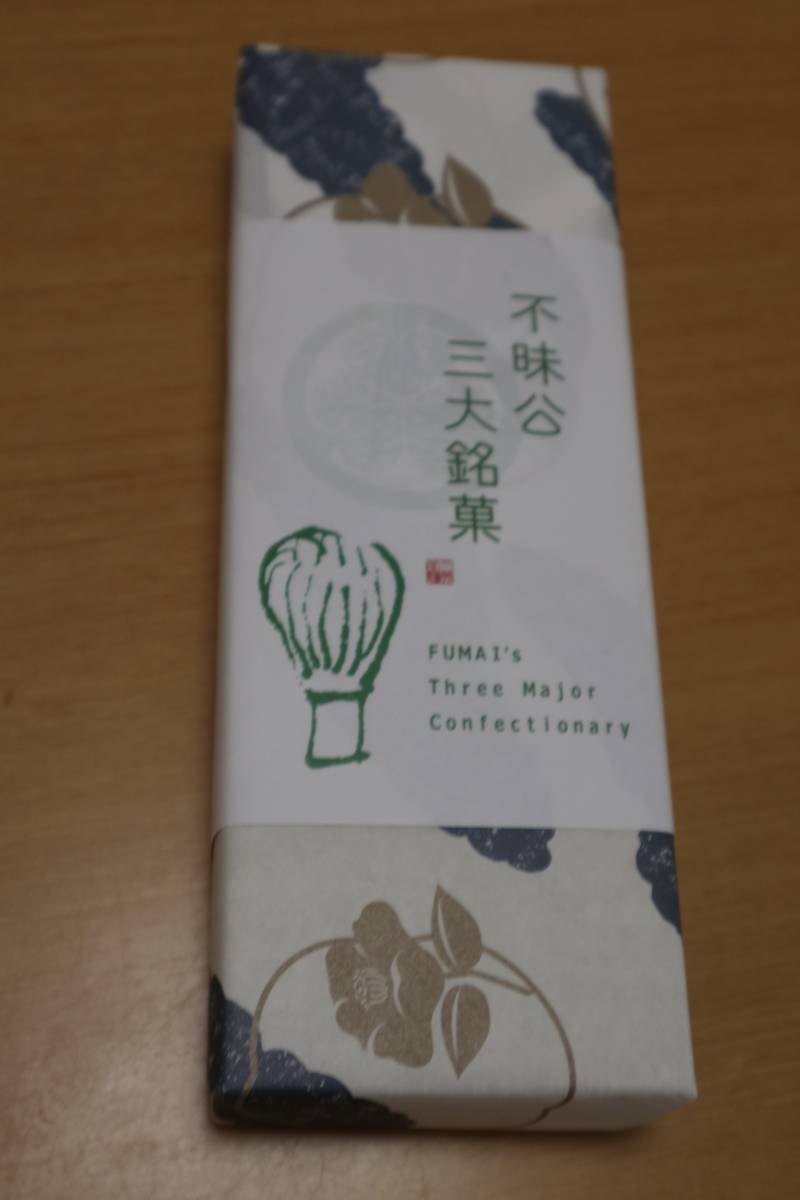 不昧公
三大銘菓
FUMAI's
Three Major
Confectionary